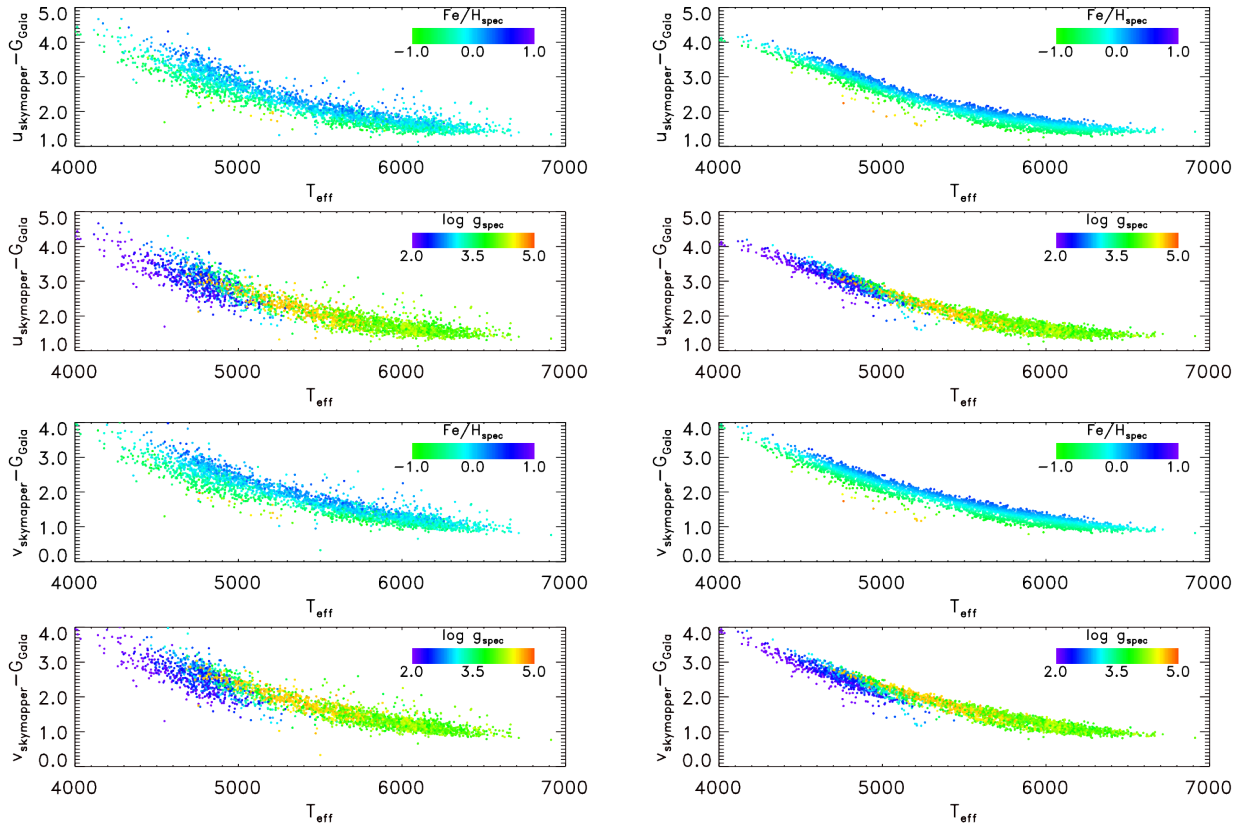 5.0 Fe/H_spec 5.0 Fe/H_spec
4.0 4.0
3.0 −1.0 0.0 1.0 3.0 −1.0 0.0 1.0
2.0 2.0
1.0 1.0
u_skymapper−G_Gaia u_skymapper−G_Gaia
4000 5000 6000 7000 4000 5000 6000 7000
T_eff T_eff
5.0 log g_spec 5.0 log g_spec
4.0 4.0
3.0 2.0 3.5 5.0 3.0 2.0 3.5 5.0
2.0 2.0
1.0 1.0
u_skymapper−G_Gaia u_skymapper−G_Gaia
4000 5000 6000 7000 4000 5000 6000 7000
T_eff T_eff
4.0 Fe/H_spec 4.0 Fe/H_spec
3.0 −1.0 0.0 1.0 3.0 −1.0 0.0 1.0
2.0 2.0
1.0 1.0
0.0 0.0
v_skymapper−G_Gaia v_skymapper−G_Gaia
4000 5000 6000 7000 4000 5000 6000 7000
T_eff T_eff
4.0 log g_spec 4.0 log g_spec
3.0 2.0 3.5 5.0 3.0 2.0 3.5 5.0
2.0 2.0
1.0 1.0
0.0 0.0
v_skymapper−G_Gaia v_skymapper−G_Gaia
4000 5000 6000 7000 4000 5000 6000 7000
T_eff T_eff